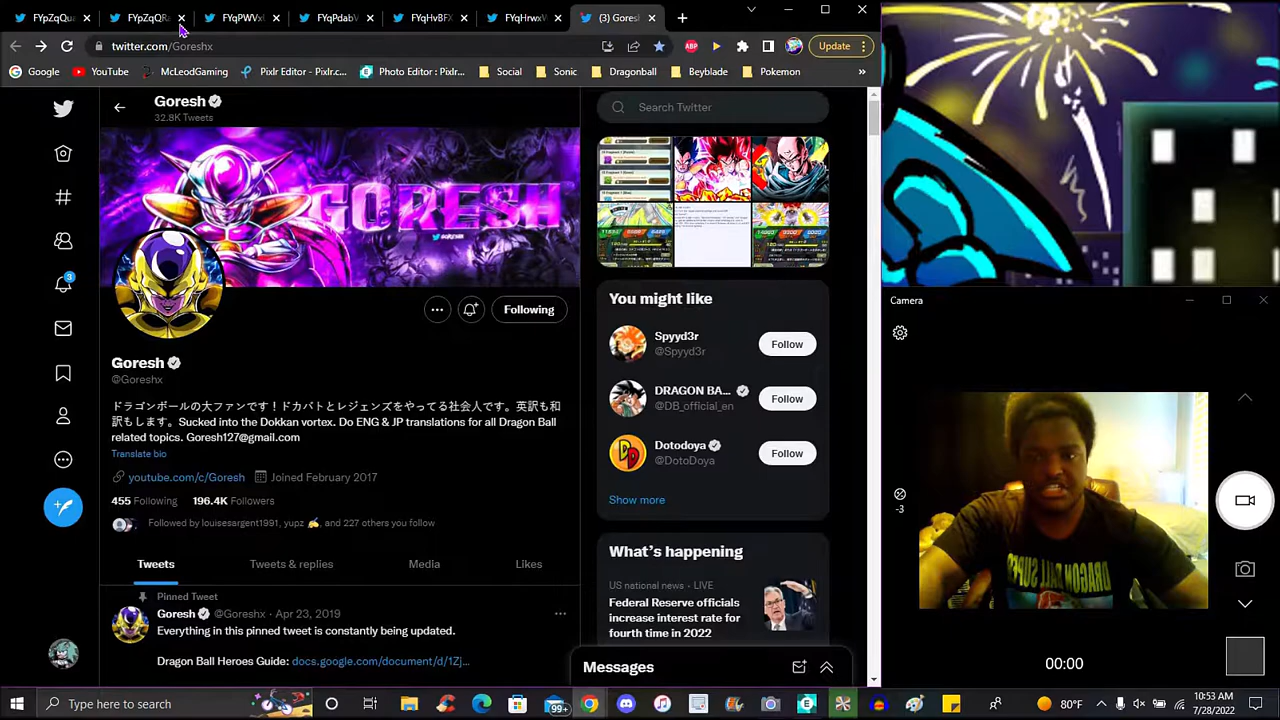 FYpZqQua
FYpZqQRa
FYqPWVxU
FYqPdabV
FYqHvBFX
FYqHrwxW
(3) Goresh
twitter.com/Goreshx
Update
Google
YouTube
McLeodGaming
Pixlr Editor - Pixlr.c...
Photo Editor : Pixlr...
Social
Sonic
Dragonball
Beyblade
Pokemon
Goresh
32.8K Tweets
Search Twitter
GORESH
Following
Goresh
@Goreshx
ドラゴンボールの大ファンです！ドカバトとレジェンズをやってる社会人です。英訳も和
訳もします。Sucked into the Dokkan vortex. Do ENG & JP translations for all Dragon Ball
related topics. Goresh127@gmail.com
Translate bio
youtube.com/c/Goresh
Joined February 2017
455 Following 196.4K Followers
Followed by louisesargent1991, yupz ✍, and 227 others you follow
Tweets
Tweets & replies
Media
Likes
Pinned Tweet
Goresh @Goreshx · Apr 23, 2019
Everything in this pinned tweet is constantly being updated.
Dragon Ball Heroes Guide: docs.google.com/document/d/1Zj...
You might like
Spyyd3r
@Spyyd3r
Follow
DRAGON BA...
@DB_official_en
Follow
Dotodoya
@DotoDoya
Follow
Show more
What's happening
US national news · LIVE
Federal Reserve officials
increase interest rate for
fourth time in 2022
Messages
Camera
-3
DRAGON BALL SUPER
00:00
Type here to search
99+
80°F
10:53 AM
7/28/2022